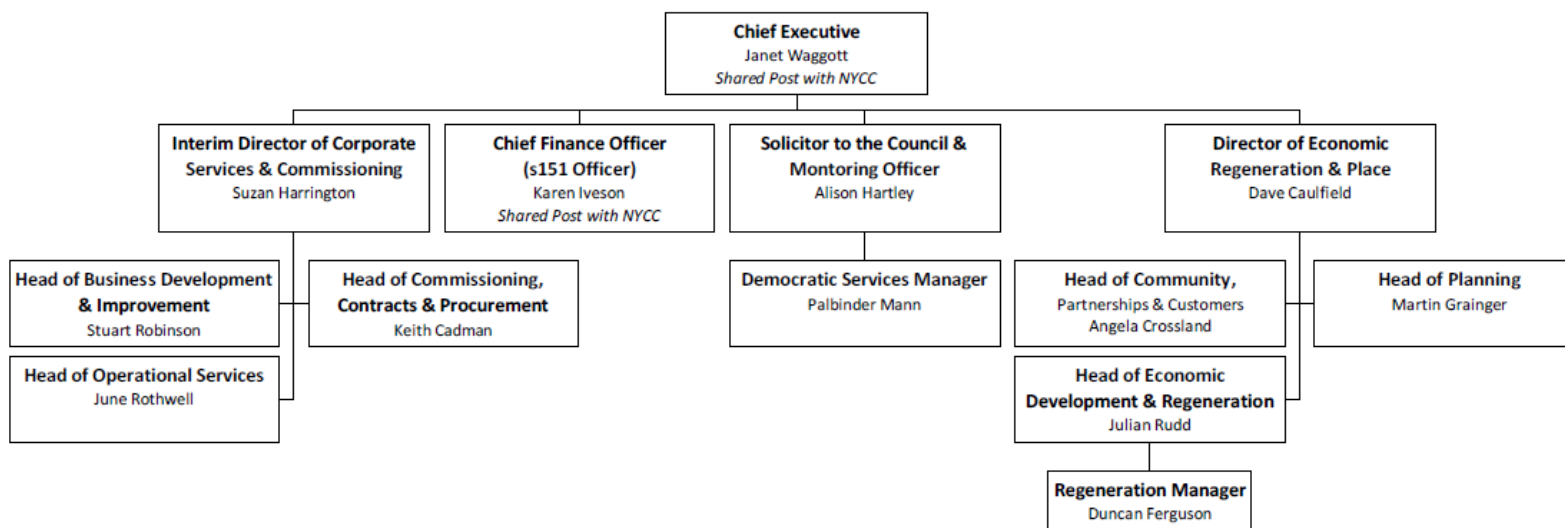 Chief Executive
Janet Waggott
Shared Post with NYCC
Interim Director of Corporate
Services & Commissioning
Suzan Harrington
Chief Finance Officer
(s151 Officer)
Karen Iveson
Shared Post with NYCC
Solicitor to the Council &
Montoring Officer
Alison Hartley
Director of Economic
Regeneration & Place
Dave Caulfield
Head of Business Development
& Improvement
Stuart Robinson
Head of Commissioning,
Contracts & Procurement
Keith Cadman
Democratic Services Manager
Palbinder Mann
Head of Community,
Partnerships & Customers
Angela Crossland
Head of Planning
Martin Grainger
Head of Operational Services
June Rothwell
Head of Economic
Development & Regeneration
Julian Rudd
Regeneration Manager
Duncan Ferguson